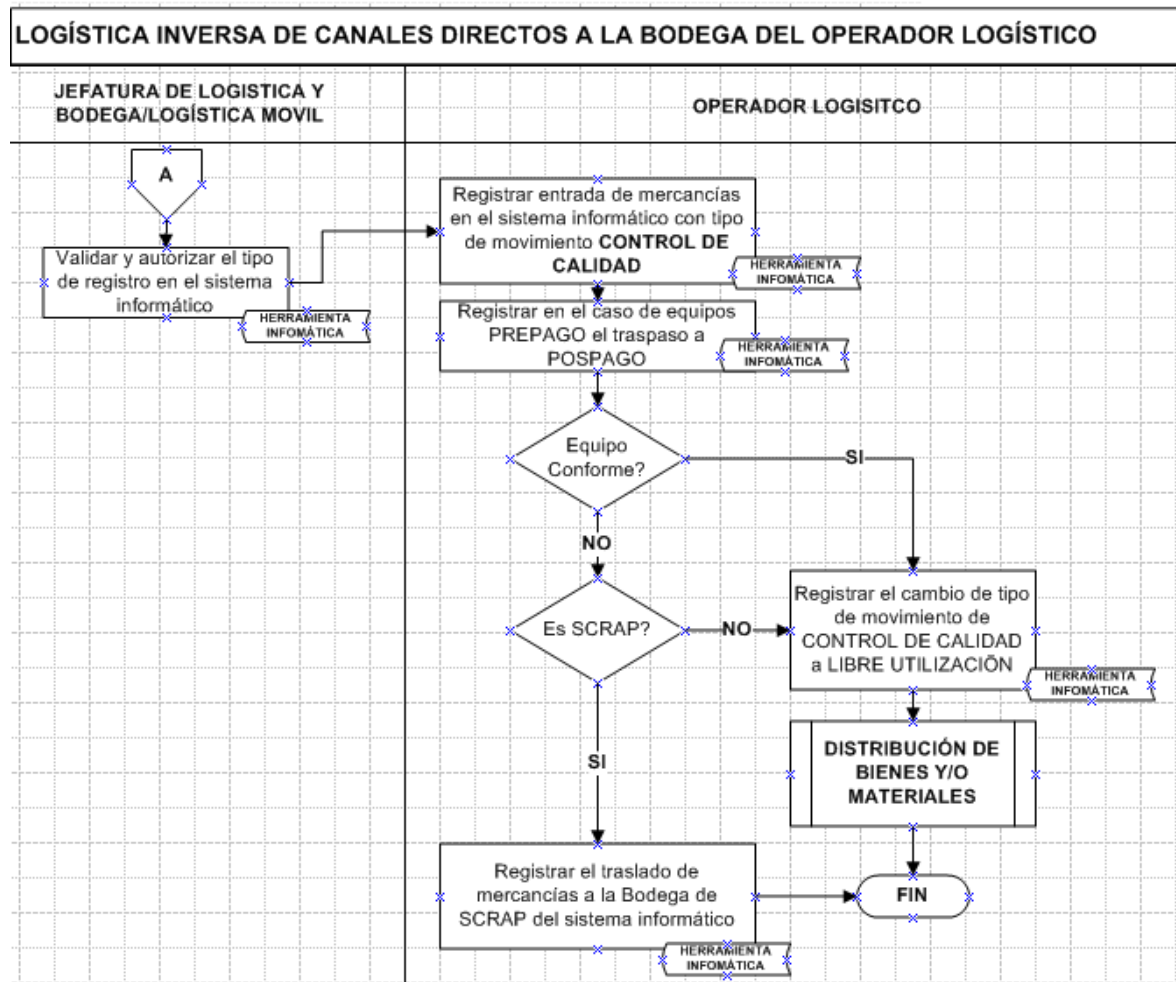 LOGÍSTICA INVERSA DE CANALES DIRECTOS A LA BODEGA DEL OPERADOR LOGÍSTICO
JEFATURA DE LOGISTICA Y
BODEGA/LOGÍSTICA MOVIL
OPERADOR LOGISITCO
A
Validar y autorizar el tipo
de registro en el sistema
informático
HERRAMIENTA
INFOMÁTICA
Registrar entrada de mercancías
en el sistema informático con tipo
de movimiento CONTROL DE
CALIDAD
HERRAMIENTA
INFOMÁTICA
Registrar en el caso de equipos
PREPAGO el traspaso a
POSPAGO
HERRAMIENTA
INFOMÁTICA
Equipo
Conforme?
SI
NO
Es SCRAP?
NO
Registrar el cambio de tipo
de movimiento de
CONTROL DE CALIDAD
a LIBRE UTILIZACIÕN
HERRAMIENTA
INFOMÁTICA
DISTRIBUCIÓN DE
BIENES Y/O
MATERIALES
SI
Registrar el traslado de
mercancías a la Bodega de
SCRAP del sistema informático
HERRAMIENTA
INFOMÁTICA
FIN